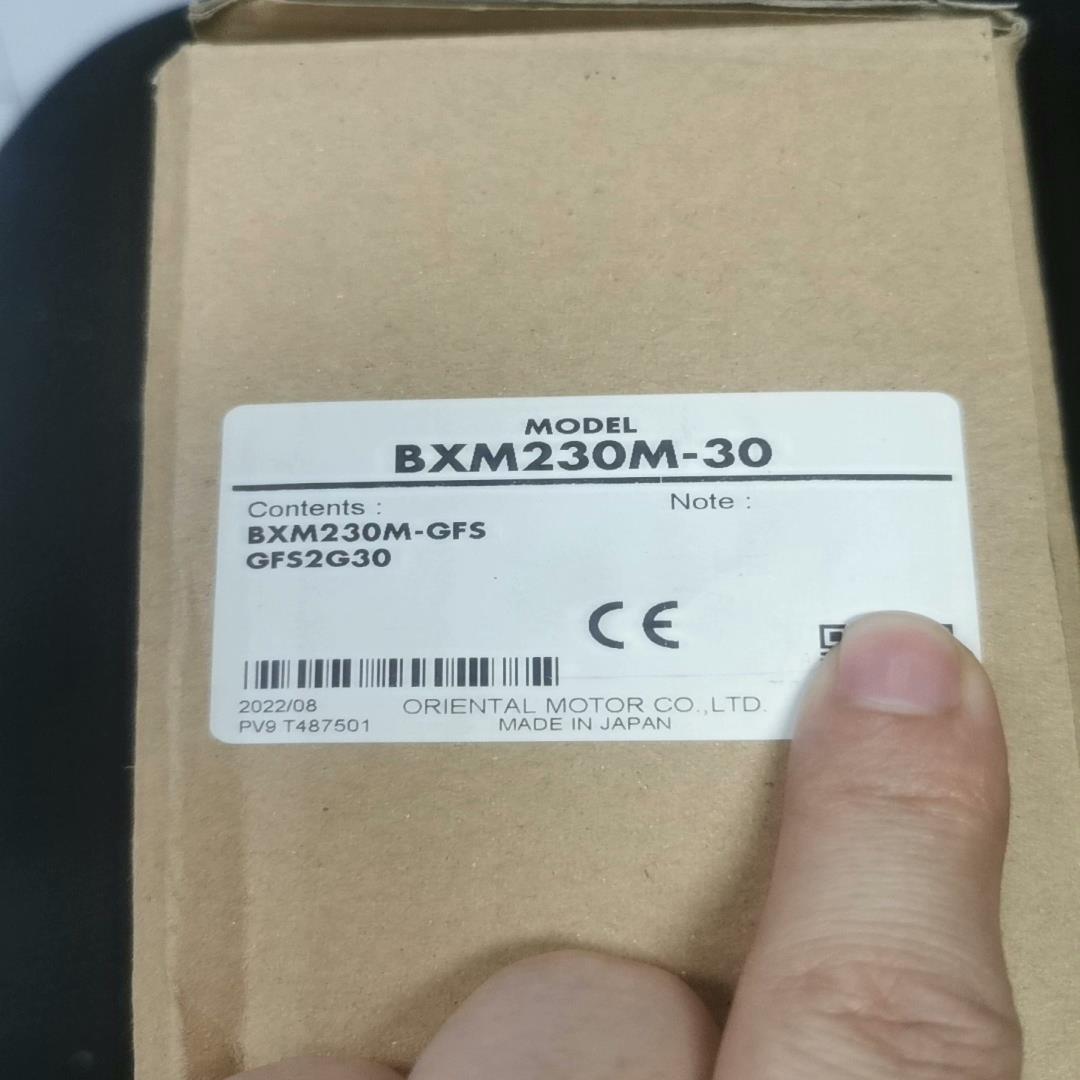 MODEL
BXM230M-30
Contents :
Note :
BXM230M-GFS
GFS2G30
CE
2022/08
ORIENTAL MOTOR CO.,LTD.
PV9 T487501
MADE IN JAPAN